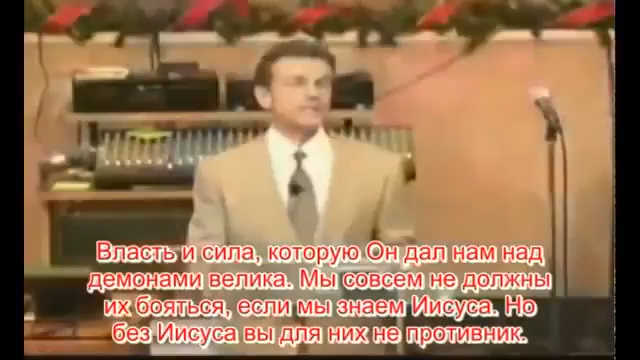 Власть и сила, которую Он дал нам над
демонами велика. Мы совсем не должны
их бояться, если мы знаем Иисуса. Но
без Иисуса вы для них не противник.